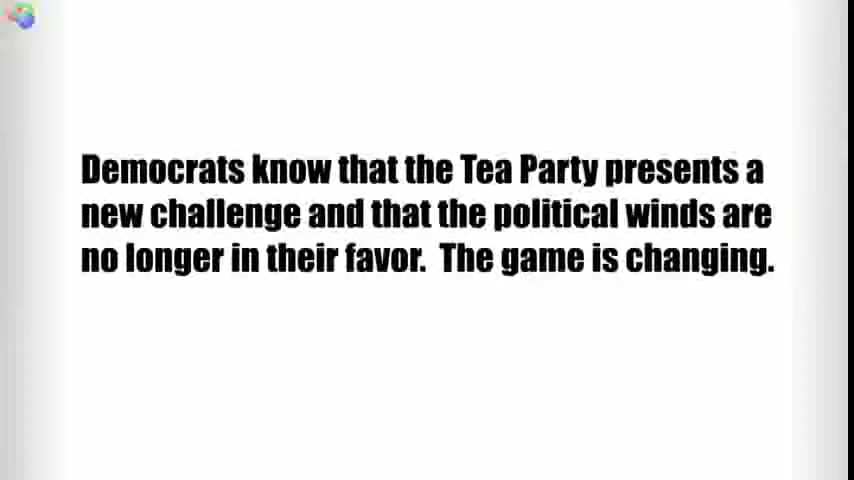 Democrats know that the Tea Party presents a
new challenge and that the political winds are
no longer in their favor.  The game is changing.